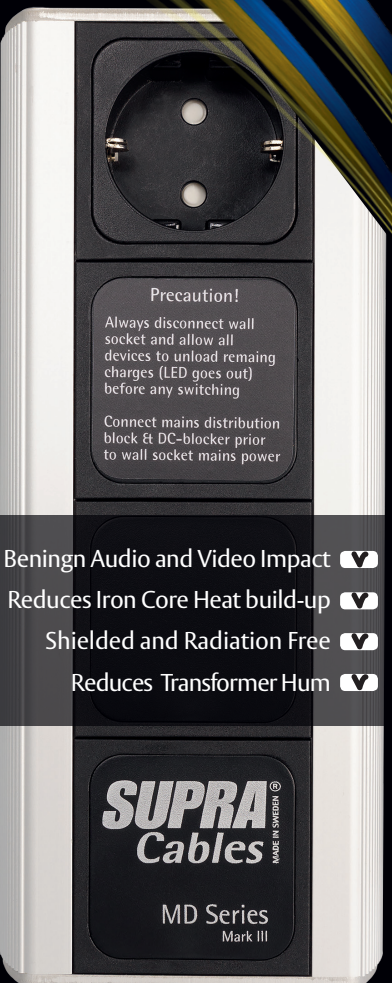 Precaution!
Always disconnect wall
socket and allow all
devices to unload remaing
charges (LED goes out)
before any switching
Connect mains distribution
block & DC-blocker prior
to wall socket mains power
Beningn Audio and Video Impact
Reduces Iron Core Heat build-up
Shielded and Radiation Free
Reduces Transformer Hum
SUPRA®
Cables
MADE IN SWEDEN
MD Series
Mark III